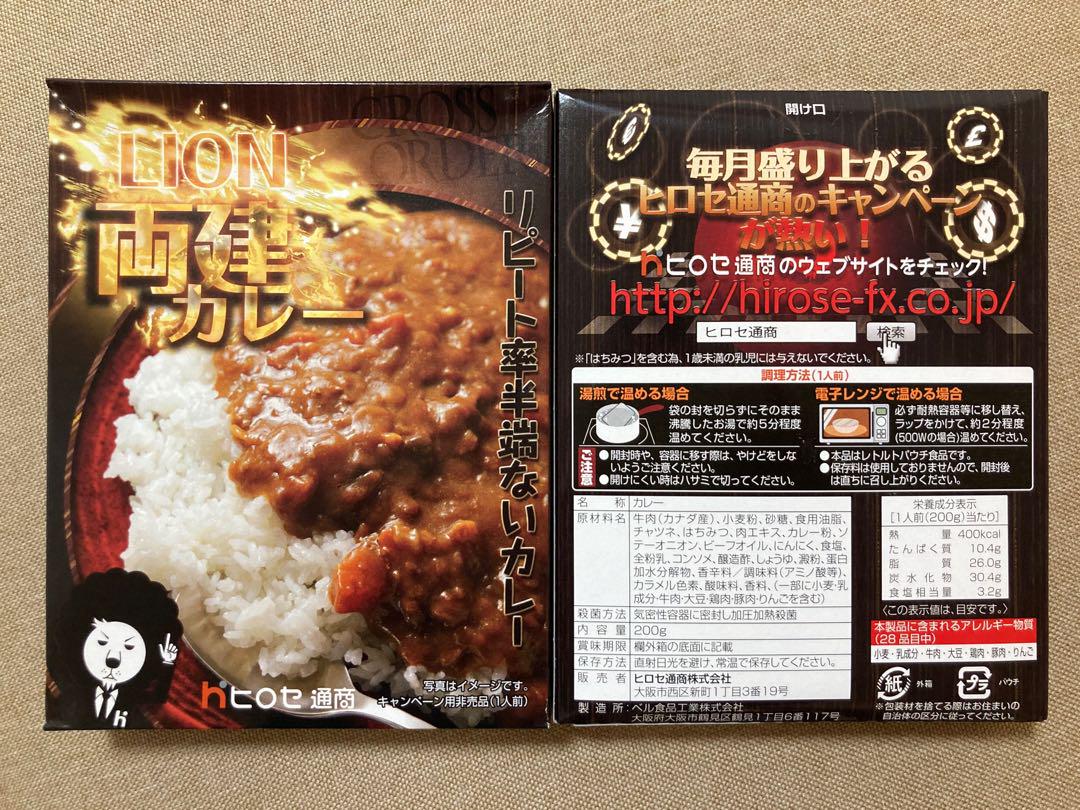 CROSS
ORDER
LION
両建
カレー
リピート率半端ないカレー
hヒロセ通商
写真はイメージです。
キャンペーン用非売品(1人前)
h
開け口
€
£
¥
$
毎月盛り上がる
ヒロセ通商のキャンペーン
が熱い!
hヒロセ通商のウェブサイトをチェック!
http://hirose-fx.co.jp/
ヒロセ通商 検索
※「はちみつ」を含む為、1歳未満の乳児には与えないでください。
調理方法(1人前)
湯煎で温める場合
袋の封を切らずにそのまま
沸騰したお湯で約5分程度
温めてください。
電子レンジで温める場合
必ず耐熱容器等に移し替え、
ラップをかけて、約2分程度
(500Wの場合)温めてください。
ご注意
●開封時や、容器に移す際は、やけどをしな
いようご注意ください。
●開けにくい時はハサミで切ってください。
●本品はレトルトパウチ食品です。
●保存料は使用しておりませんので、開封後
は直ちに召し上がりください。
名称 カレー
原材料名 牛肉(カナダ産)、小麦粉、砂糖、食用油脂、
チャツネ、はちみつ、肉エキス、カレー粉、ソ
テーオニオン、ビーフオイル、にんにく、食塩、
全粉乳、コンソメ、醸造酢、しょうゆ、澱粉、蛋白
加水分解物、香辛料/調味料(アミノ酸等)、
カラメル色素、酸味料、香料、(一部に小麦・乳
成分・牛肉・大豆・鶏肉・豚肉・りんごを含む)
殺菌方法 気密性容器に密封し加圧加熱殺菌
内容量 200g
賞味期限 欄外箱の底面に記載
保存方法 直射日光を避け、常温で保存してください。
販売者 ヒロセ通商株式会社
大阪市西区新町1丁目3番19号
製造所:ベル食品工業株式会社
大阪府大阪市鶴見区鶴見1丁目6番117号
栄養成分表示
[1人前(200g)当たり]
熱量 400kcal
たんぱく質 10.4g
脂質 26.0g
炭水化物 30.4g
食塩相当量 3.2g
〈この表示値は、目安です。〉
本製品に含まれるアレルギー物質
(28品目中)
小麦・乳成分・牛肉・大豆・鶏肉・豚肉・りんご
紙 外箱 プラ パウチ
※包装材を捨てる際はお住まいの
自治体の区分に従ってください。